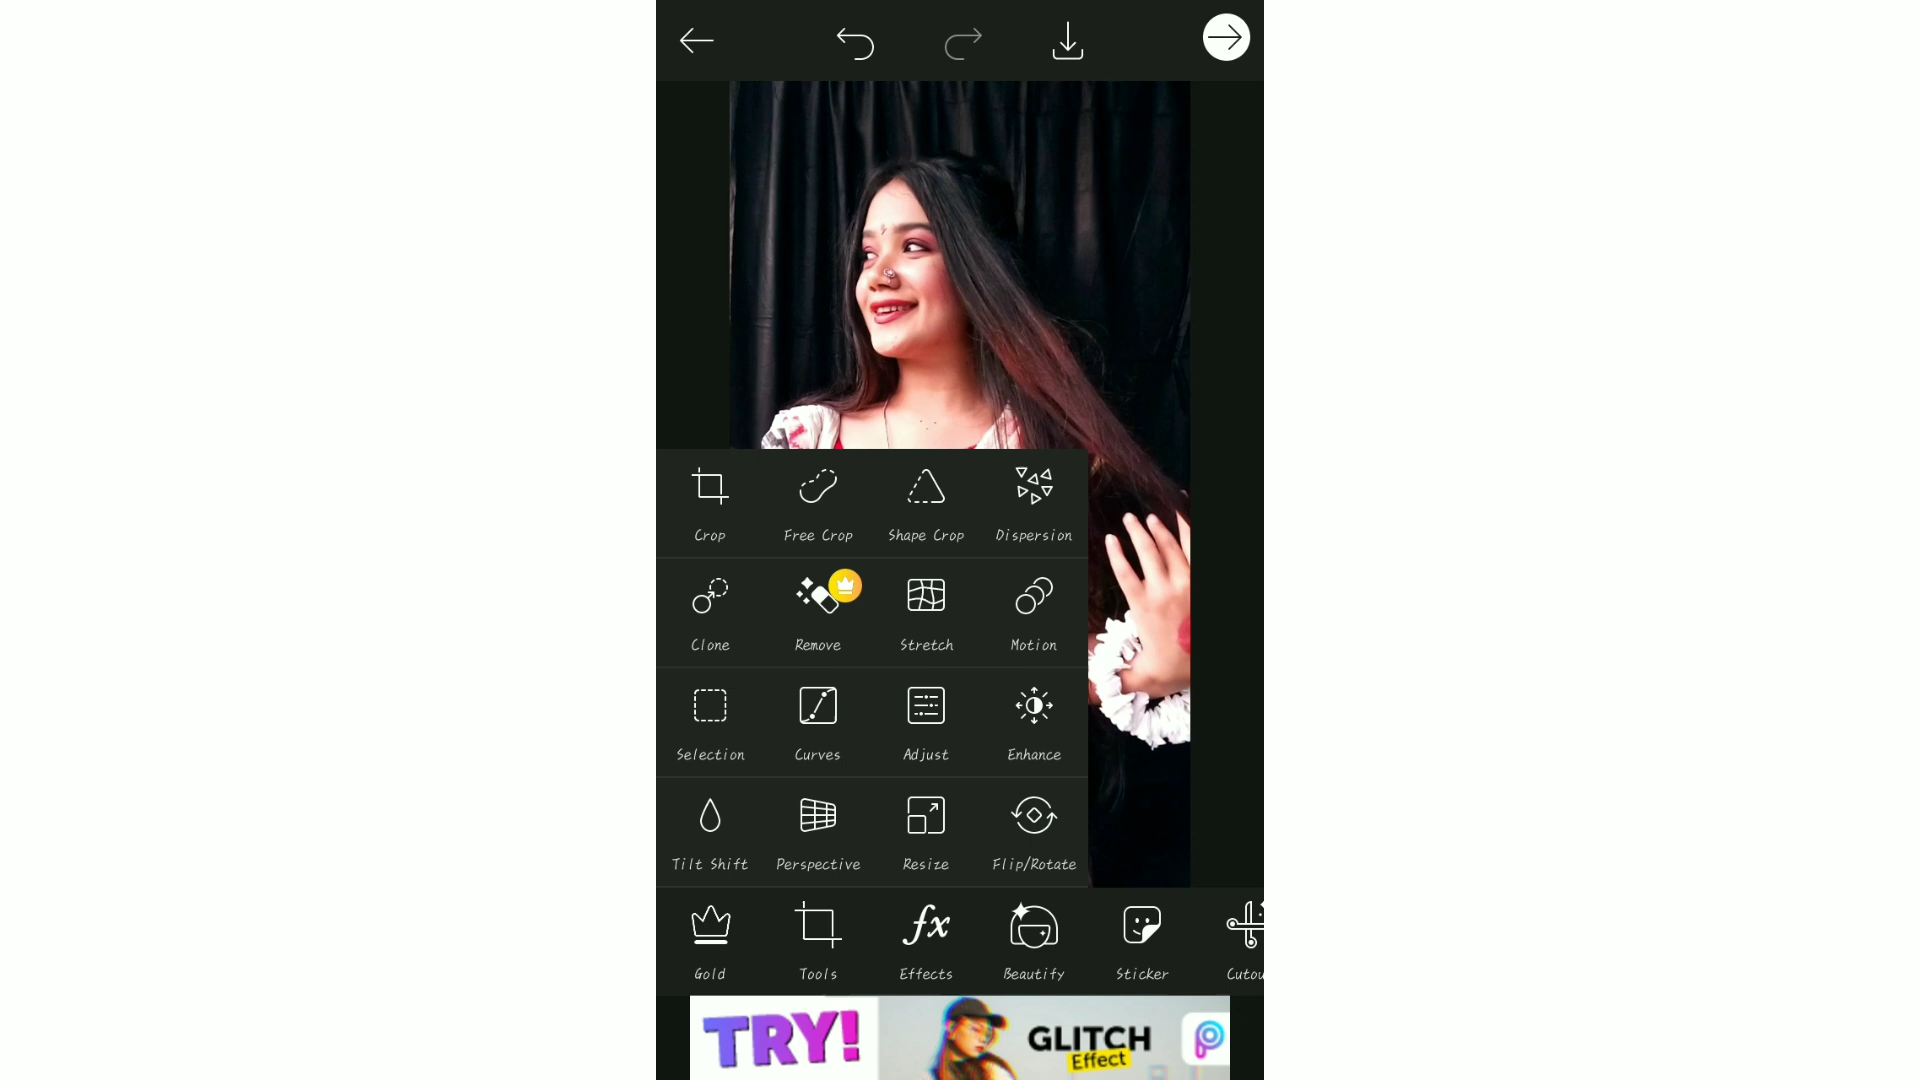 Crop Free Crop Shape Crop Dispersion
Clone Remove Stretch Motion
Selection Curves Adjust Enhance
Tilt Shift Perspective Resize Flip/Rotate
Gold Tools Effects Beautify Sticker Cutou
TRY!
GLITCH
Effect